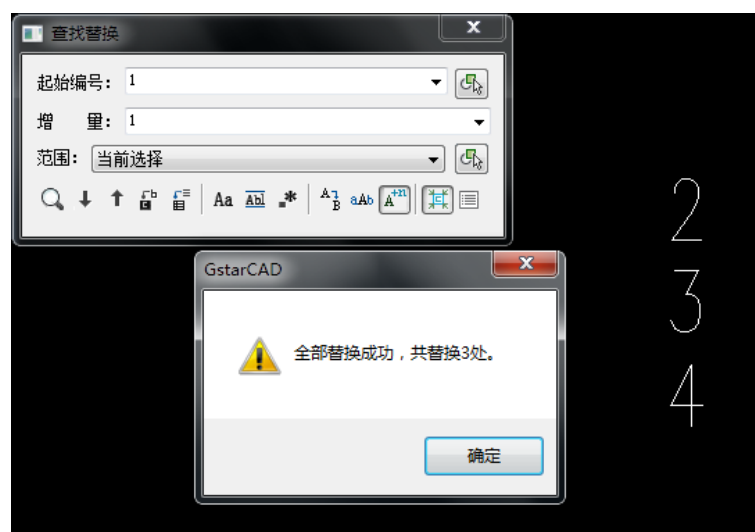 查找替换
起始编号: 1
增 量: 1
范围: 当前选择
Aa Abl .* A B aAb A+n
2
3
4
GstarCAD
全部替换成功，共替换3处。
确定